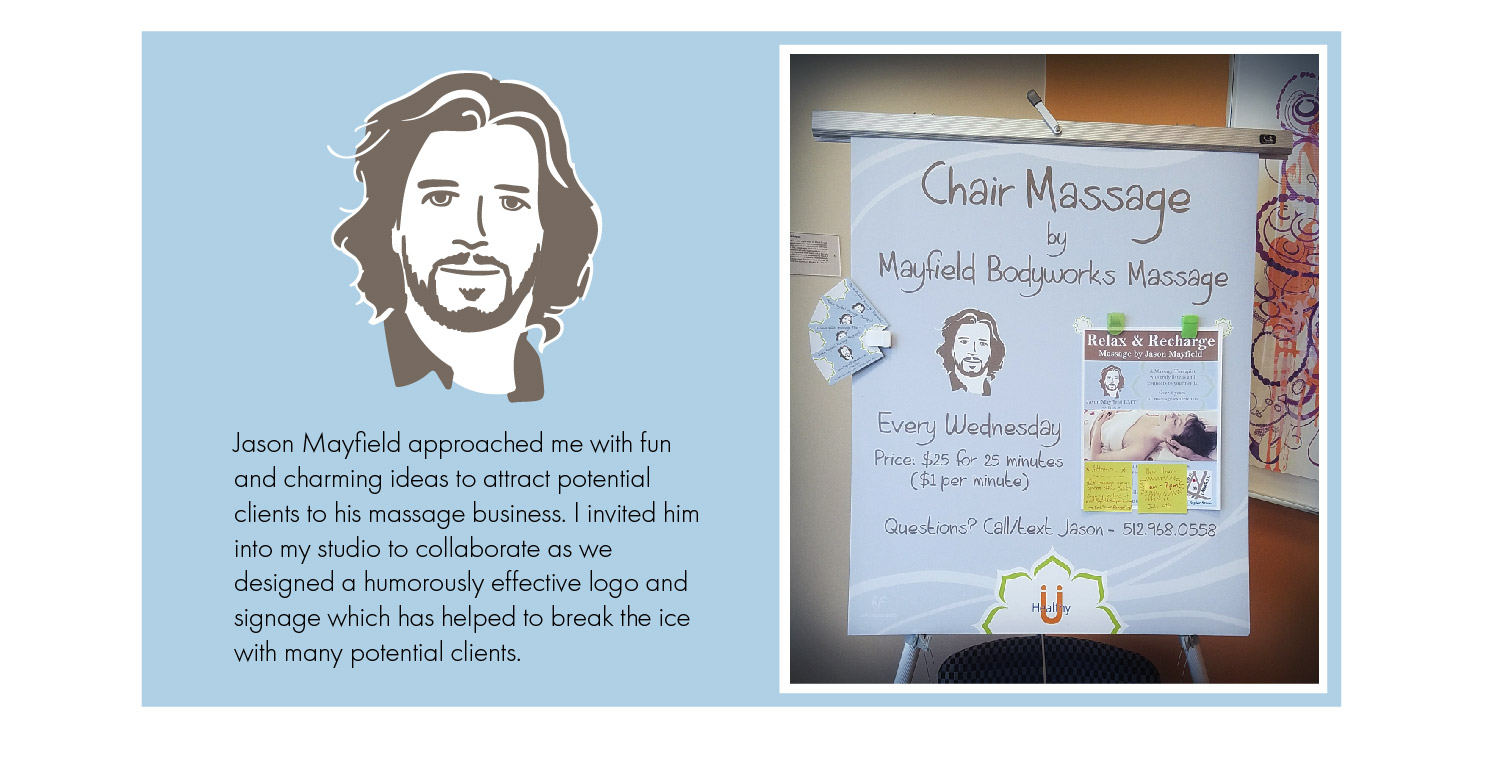 Jason Mayfield approached me with fun
and charming ideas to attract potential
clients to his massage business. I invited him
into my studio to collaborate as we
designed a humorously effective logo and
signage which has helped to break the ice
with many potential clients.
Chair Massage
by
Mayfield Bodyworks Massage
Relax & Recharge
Massage by Jason Mayfield
Every Wednesday
Price: $25 for 25 minutes
($1 per minute)
Questions? Call/text Jason - 512.968.0558
Healthy
Ü